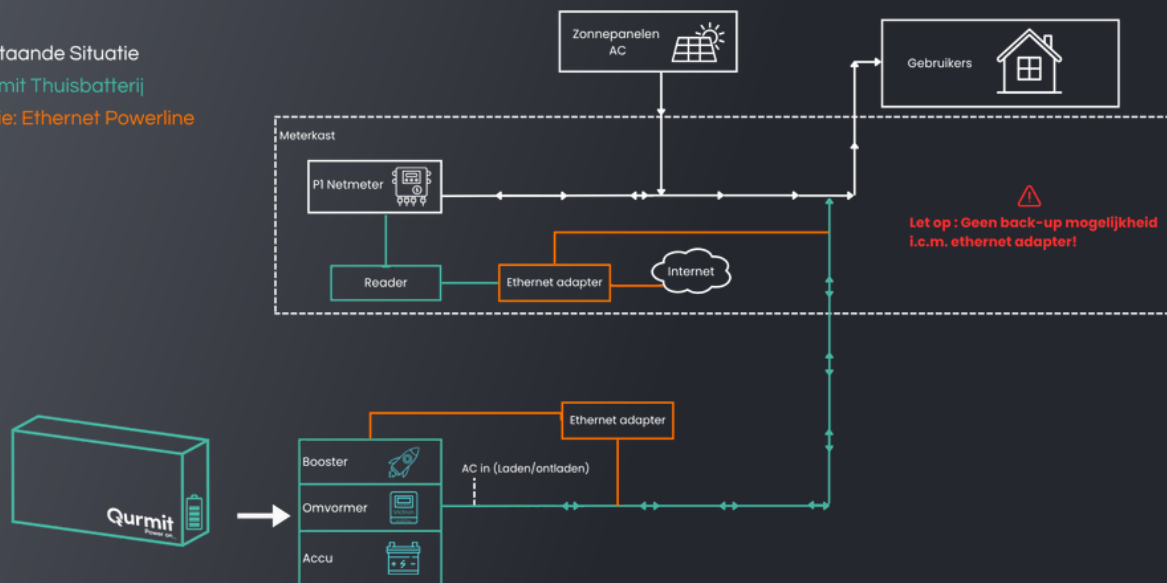 Zonnepanelen
AC
taande Situatie
mit Thuisbatterij
ie: Ethernet Powerline
Gebruikers
Meterkast
P1 Netmeter
Let op : Geen back-up mogelijkheid
i.c.m. ethernet adapter!
Reader
Ethernet adapter
Internet
Ethernet adapter
Booster
AC in (Laden/ontladen)
Omvormer
Qurmit
Power on...
Accu